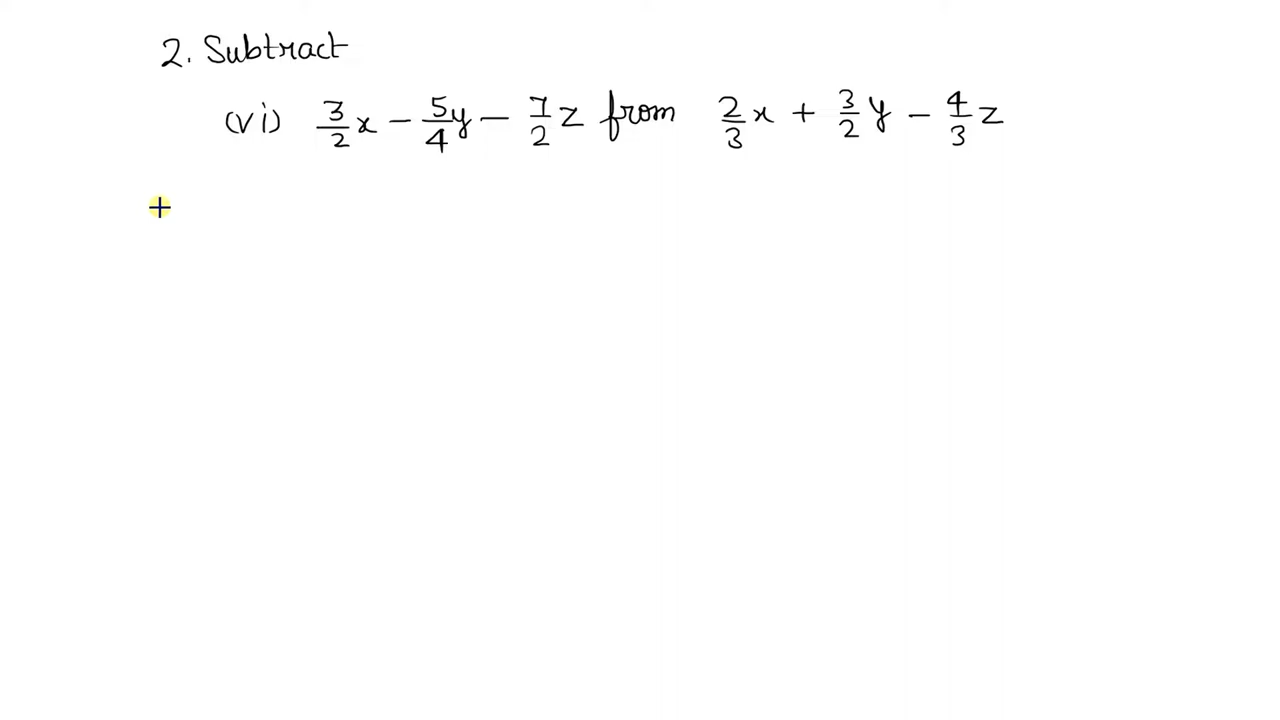 2. Subtract
(vi) 3/2 x - 5/4 y - 7/2 z from 2/3 x + 3/2 y - 4/3 z